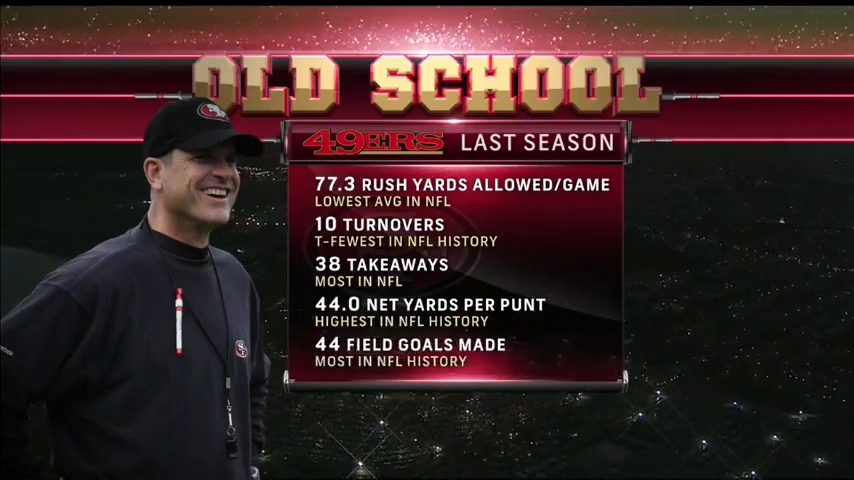 OLD SCHOOL
49ERS LAST SEASON
77.3 RUSH YARDS ALLOWED/GAME
LOWEST AVG IN NFL
10 TURNOVERS
T-FEWEST IN NFL HISTORY
38 TAKEAWAYS
MOST IN NFL
44.0 NET YARDS PER PUNT
HIGHEST IN NFL HISTORY
44 FIELD GOALS MADE
MOST IN NFL HISTORY